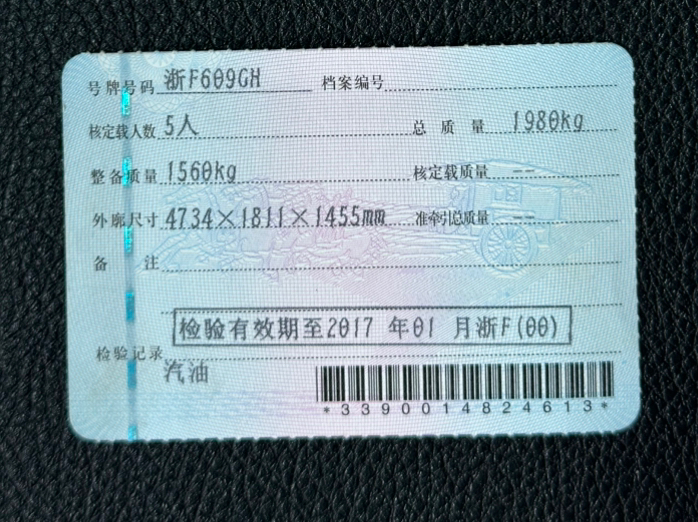 号牌号码 浙F609GH 档案编号
核定载人数 5人 总质量 1980kg
整备质量 1560kg 核定载质量 --
外廓尺寸 4734×1811×1455mm 准牵引总质量 --
备注
检验有效期至2017 年01 月浙F(00)
检验记录
汽油
*3390014824613*